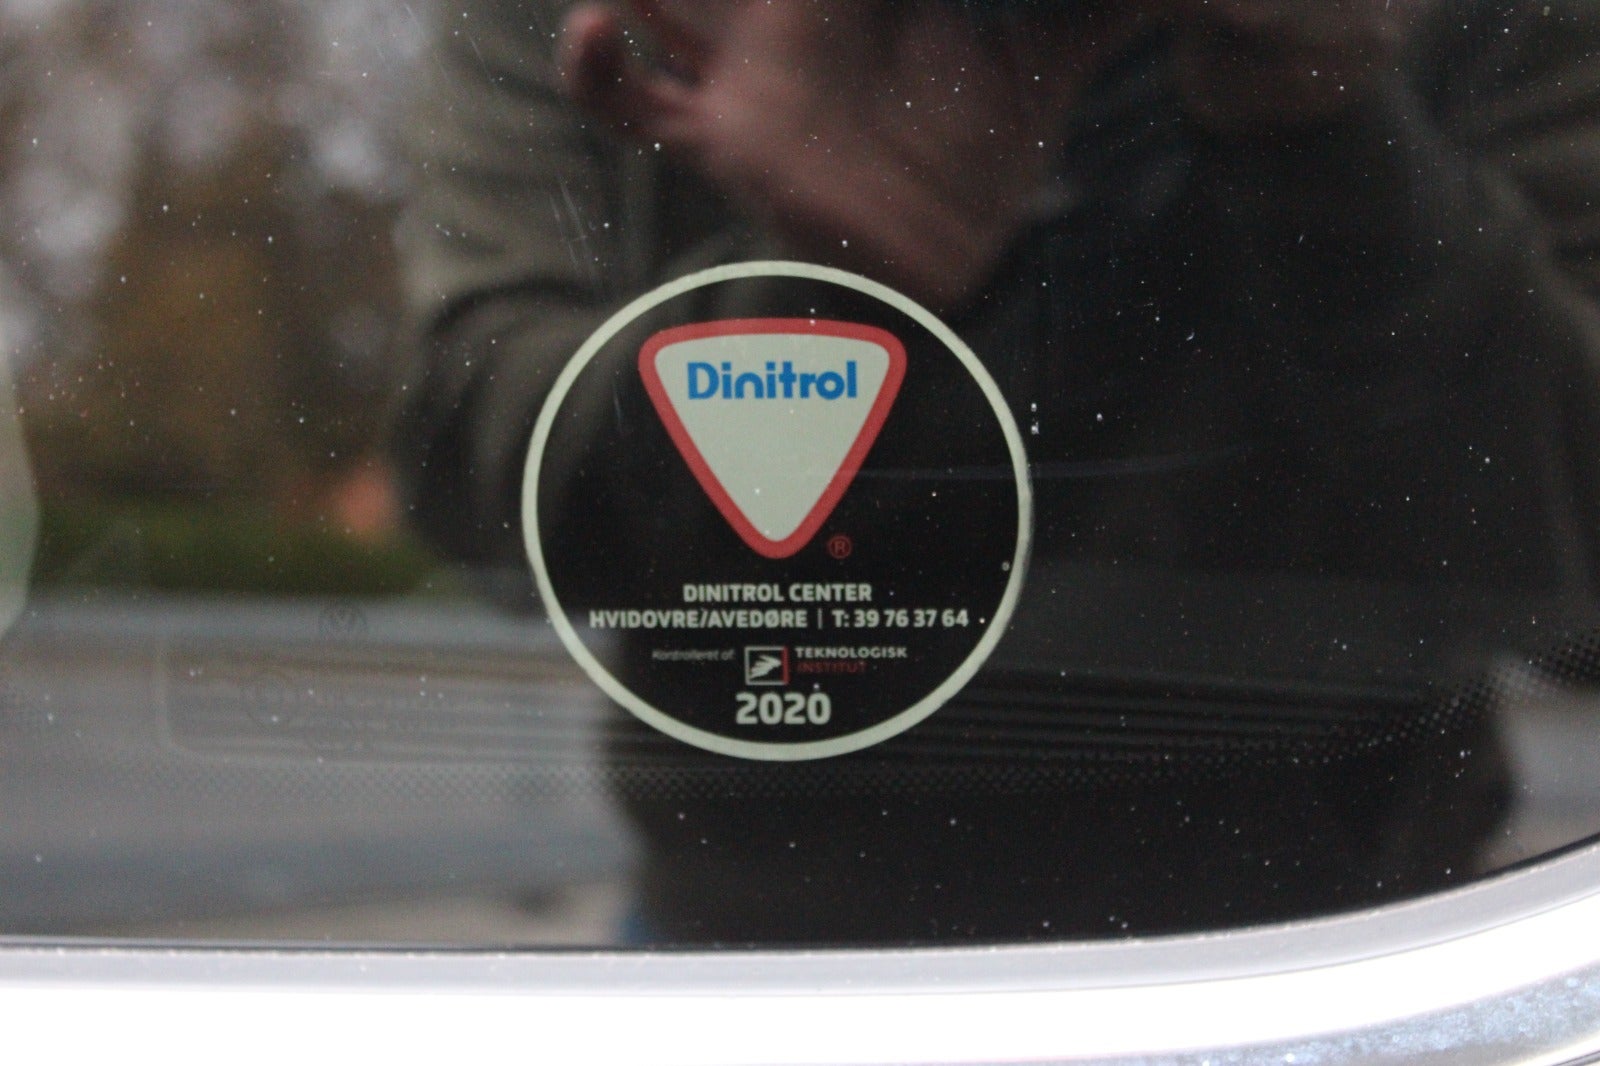 Dinitrol
®
DINITROL CENTER
HVIDOVRE/AVEDØRE | T: 39 76 37 64
Kontrolleret af: TEKNOLOGISK
INSTITUT
2020